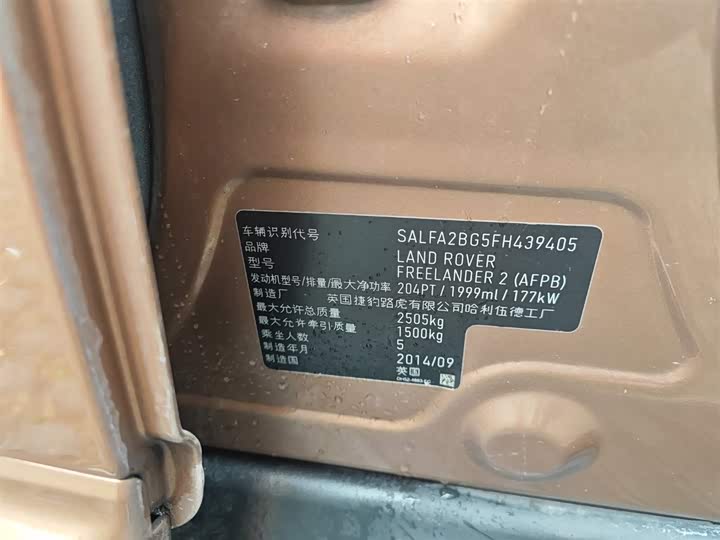 车辆识别代号 SALFA2BG5FH439405
品牌 LAND ROVER
型号 FREELANDER 2 (AFPB)
发动机型号/排量/最大净功率 204PT / 1999ml / 177kW
制造厂 英国捷豹路虎有限公司哈利伍德工厂
最大允许总质量 2505kg
最大允许牵引质量 1500kg
乘坐人数 5
制造年月 2014/09
制造国 英国